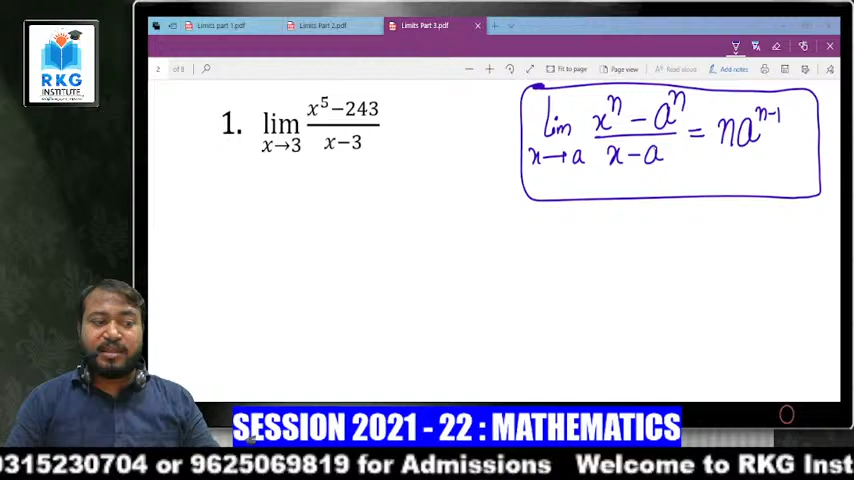 Limits part 1.pdf
Limits Part 2.pdf
Limits Part 3.pdf
2 of 8
Fit to page
Page view
Read aloud
Add notes
RKG
INSTITUTE
1. lim x→3 (x⁵−243)/(x−3)
lim x→a (xⁿ − aⁿ)/(x−a) = naⁿ⁻¹
SESSION 2021 - 22 : MATHEMATICS
0315230704 or 9625069819 for Admissions Welcome to RKG Inst